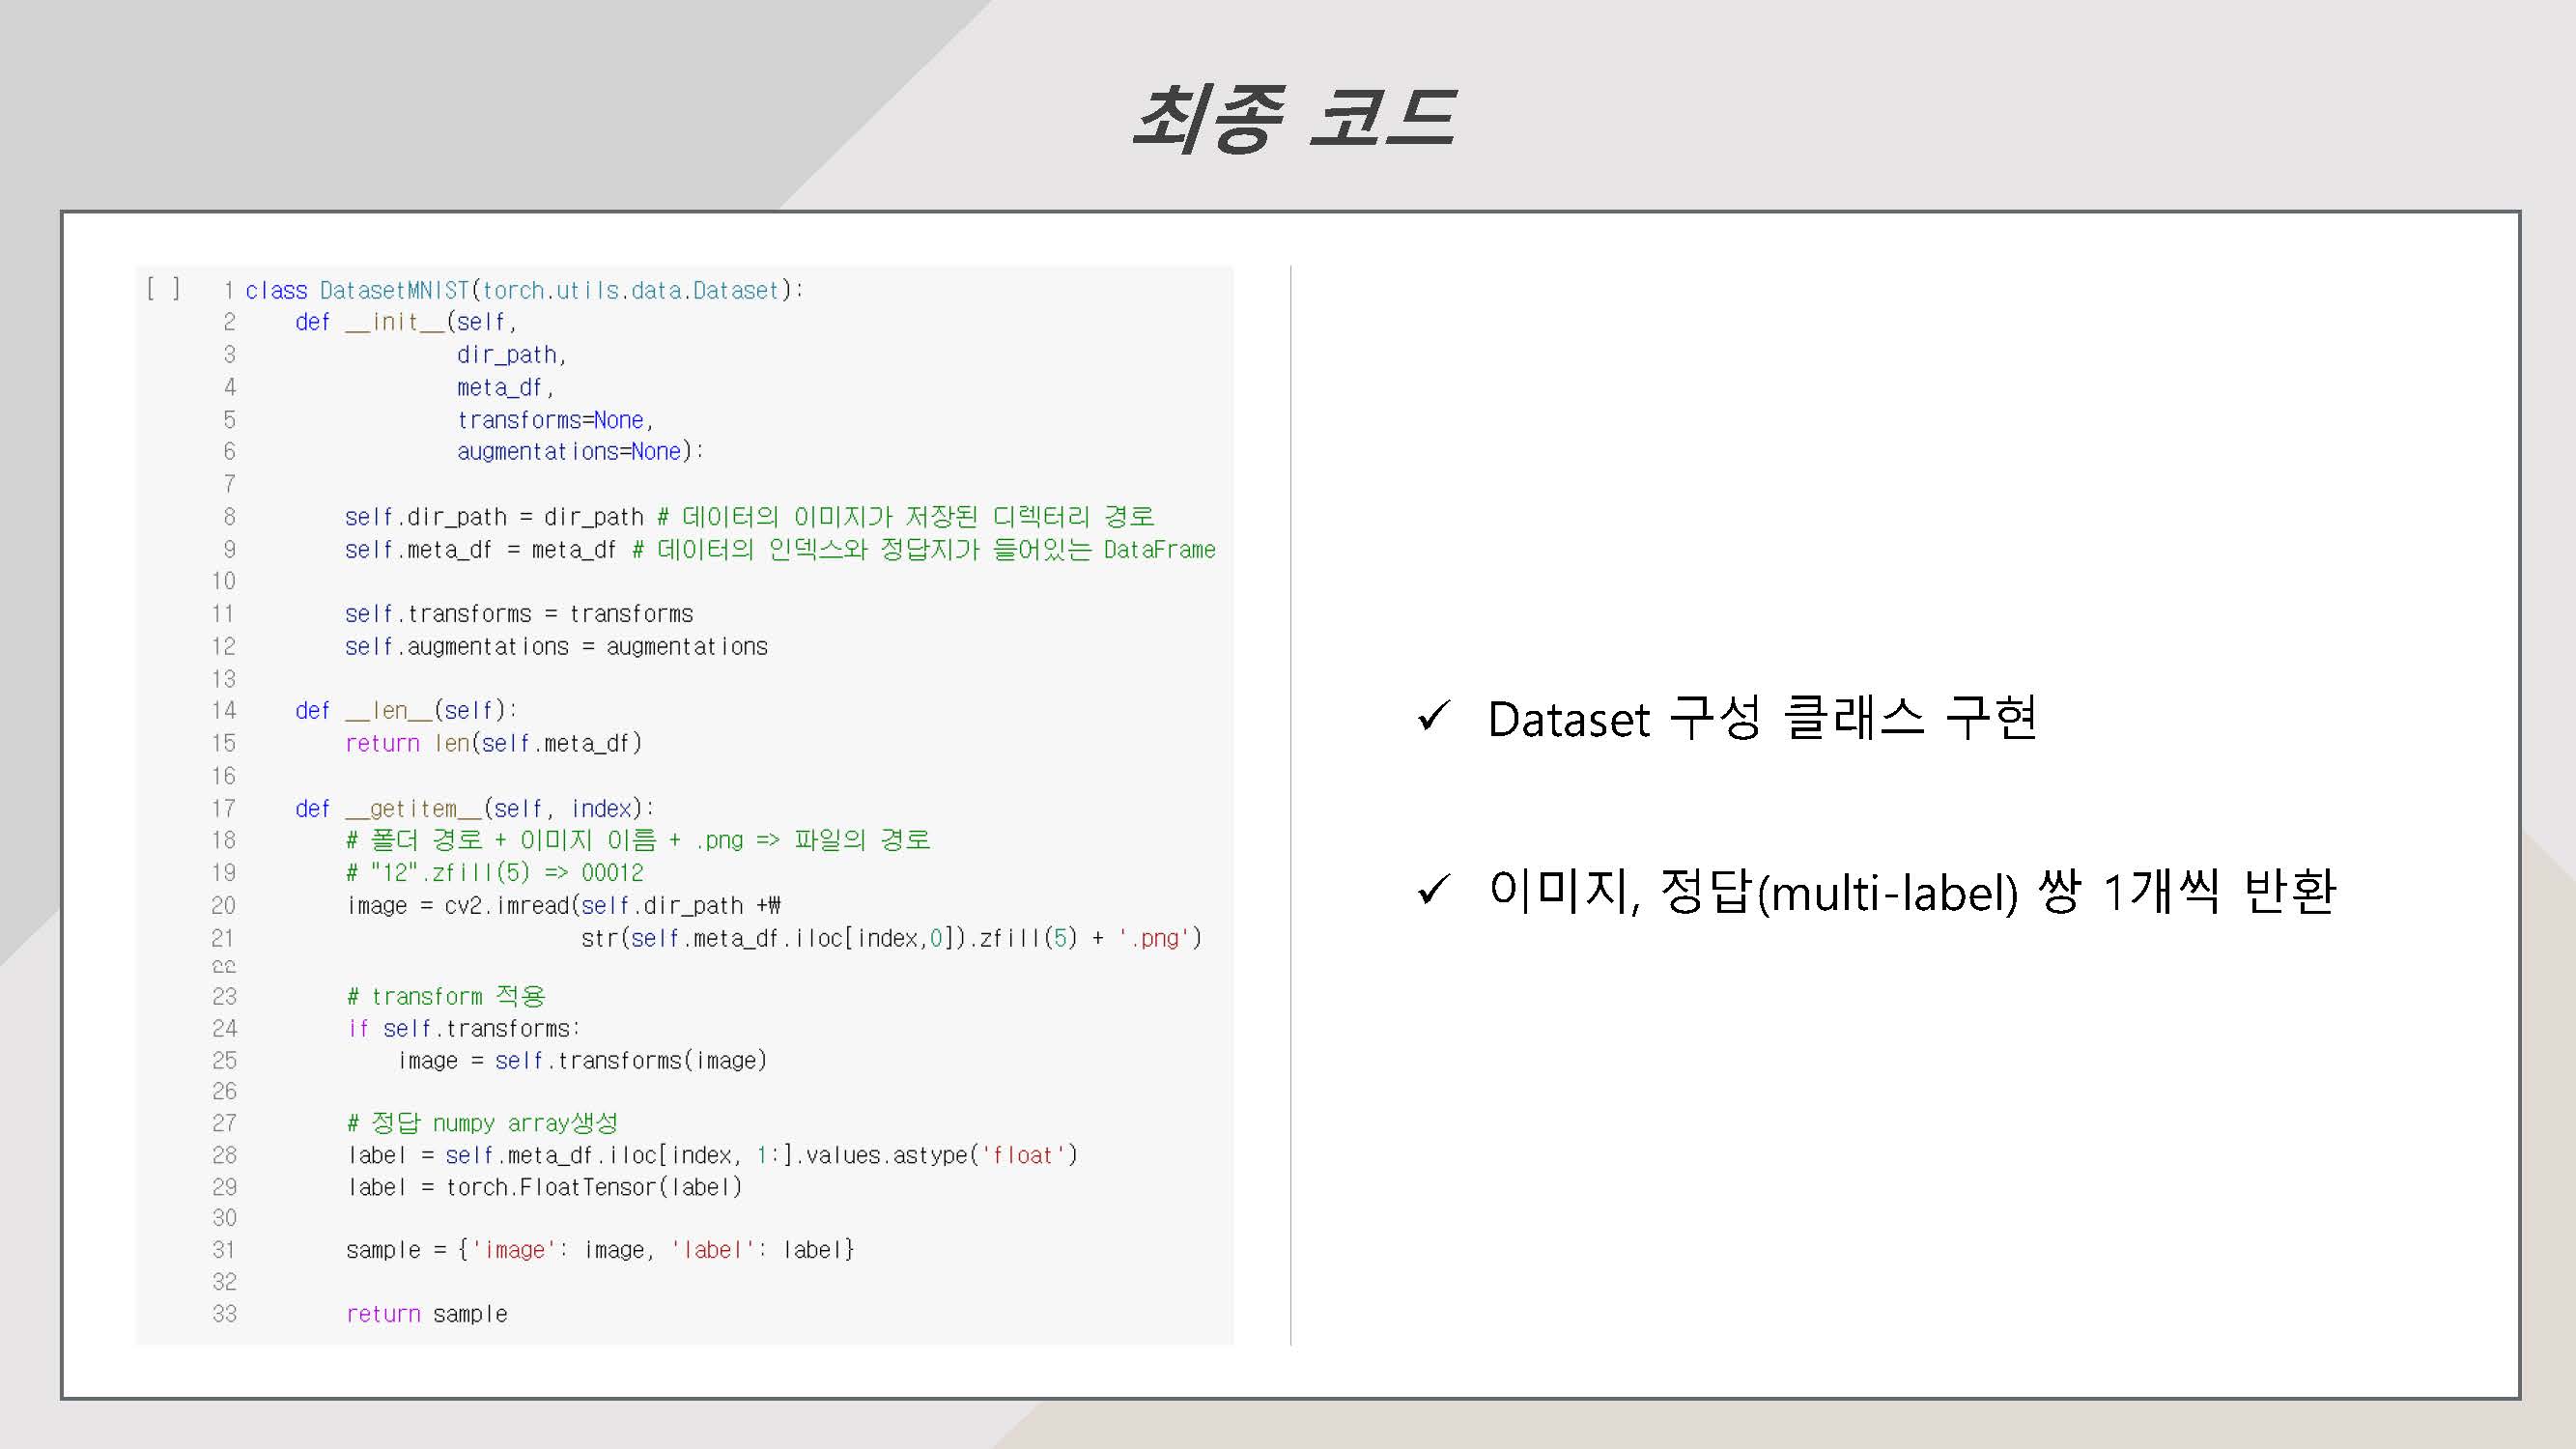 최종 코드
[ ] 1 class DatasetMNIST(torch.utils.data.Dataset):
2     def __init__(self,
3                  dir_path,
4                  meta_df,
5                  transforms=None,
6                  augmentations=None):
7
8         self.dir_path = dir_path # 데이터의 이미지가 저장된 디렉터리 경로
9         self.meta_df = meta_df # 데이터의 인덱스와 정답지가 들어있는 DataFrame
10
11         self.transforms = transforms
12         self.augmentations = augmentations
13
14     def __len__(self):
15         return len(self.meta_df)
16
17     def __getitem__(self, index):
18         # 폴더 경로 + 이미지 이름 + .png => 파일의 경로
19         # "12".zfill(5) => 00012
20         image = cv2.imread(self.dir_path +₩
21                            str(self.meta_df.iloc[index,0]).zfill(5) + '.png')
22
23         # transform 적용
24         if self.transforms:
25             image = self.transforms(image)
26
27         # 정답 numpy array생성
28         label = self.meta_df.iloc[index, 1:].values.astype('float')
29         label = torch.FloatTensor(label)
30
31         sample = {'image': image, 'label': label}
32
33         return sample
✓ Dataset 구성 클래스 구현
✓ 이미지, 정답(multi-label) 쌍 1개씩 반환